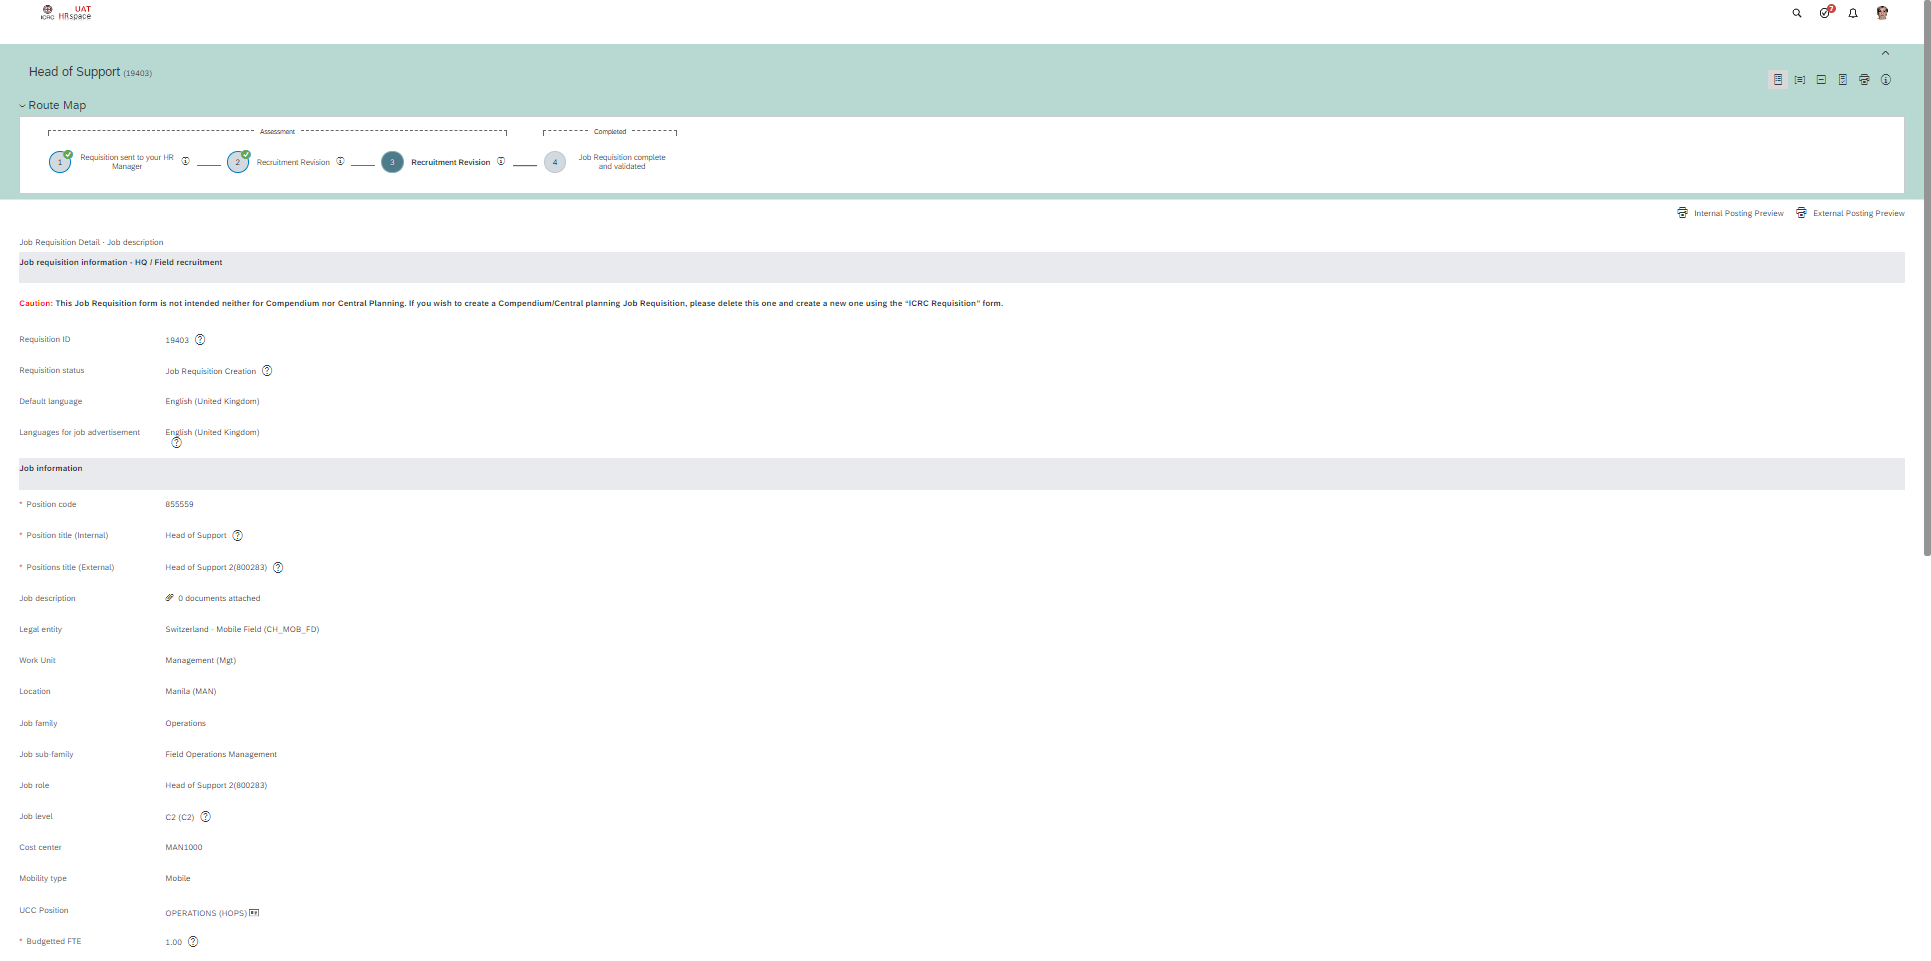 UAT
ICRC HRspace
7
Head of Support (19403)
Route Map
Assessment
Completed
1
Requisition sent to your HR Manager
2
Recruitment Revision
3
Recruitment Revision
4
Job Requisition complete and validated
Internal Posting Preview
External Posting Preview
Job Requisition Detail - Job description
Job requisition information - HQ / Field recruitment
Caution: This Job Requisition form is not intended neither for Compendium nor Central Planning. If you wish to create a Compendium/Central planning Job Requisition, please delete this one and create a new one using the "ICRC Requisition" form.
Requisition ID 19403
Requisition status Job Requisition Creation
Default language English (United Kingdom)
Languages for job advertisement English (United Kingdom)
Job information
* Position code 855559
* Position title (Internal) Head of Support
* Positions title (External) Head of Support 2(800283)
Job description 0 documents attached
Legal entity Switzerland - Mobile Field (CH_MOB_FD)
Work Unit Management (Mgt)
Location Manila (MAN)
Job family Operations
Job sub-family Field Operations Management
Job role Head of Support 2(800283)
Job level C2 (C2)
Cost center MAN1000
Mobility type Mobile
UCC Position OPERATIONS (HOPS)
* Budgetted FTE 1.00